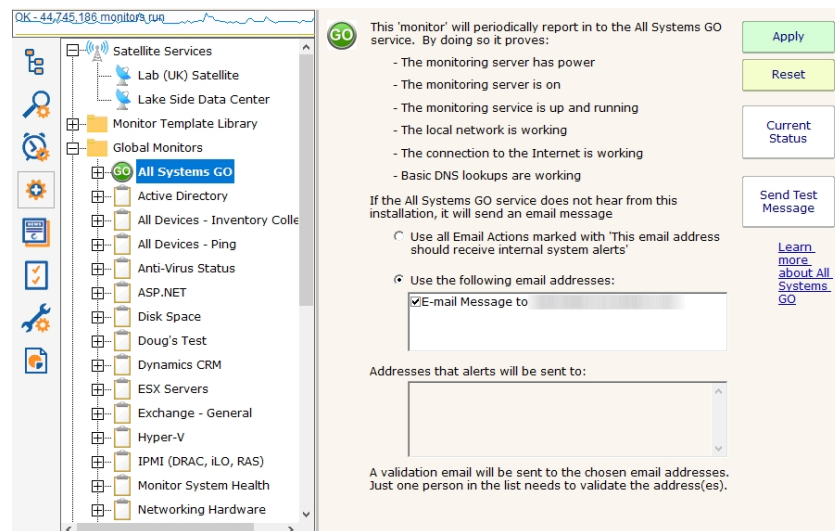 OK - 44,745,186 monitors run
Satellite Services
Lab (UK) Satellite
Lake Side Data Center
Monitor Template Library
Global Monitors
GO All Systems GO
Active Directory
All Devices - Inventory Colle
All Devices - Ping
Anti-Virus Status
ASP.NET
Disk Space
Doug's Test
Dynamics CRM
ESX Servers
Exchange - General
Hyper-V
IPMI (DRAC, iLO, RAS)
Monitor System Health
Networking Hardware
GO
This 'monitor' will periodically report in to the All Systems GO
service. By doing so it proves:
- The monitoring server has power
- The monitoring server is on
- The monitoring service is up and running
- The local network is working
- The connection to the Internet is working
- Basic DNS lookups are working
If the All Systems GO service does not hear from this
installation, it will send an email message
Use all Email Actions marked with 'This email address
should receive internal system alerts'
Use the following email addresses:
E-mail Message to
Addresses that alerts will be sent to:
A validation email will be sent to the chosen email addresses.
Just one person in the list needs to validate the address(es).
Apply
Reset
Current
Status
Send Test
Message
Learn
more
about All
Systems
GO